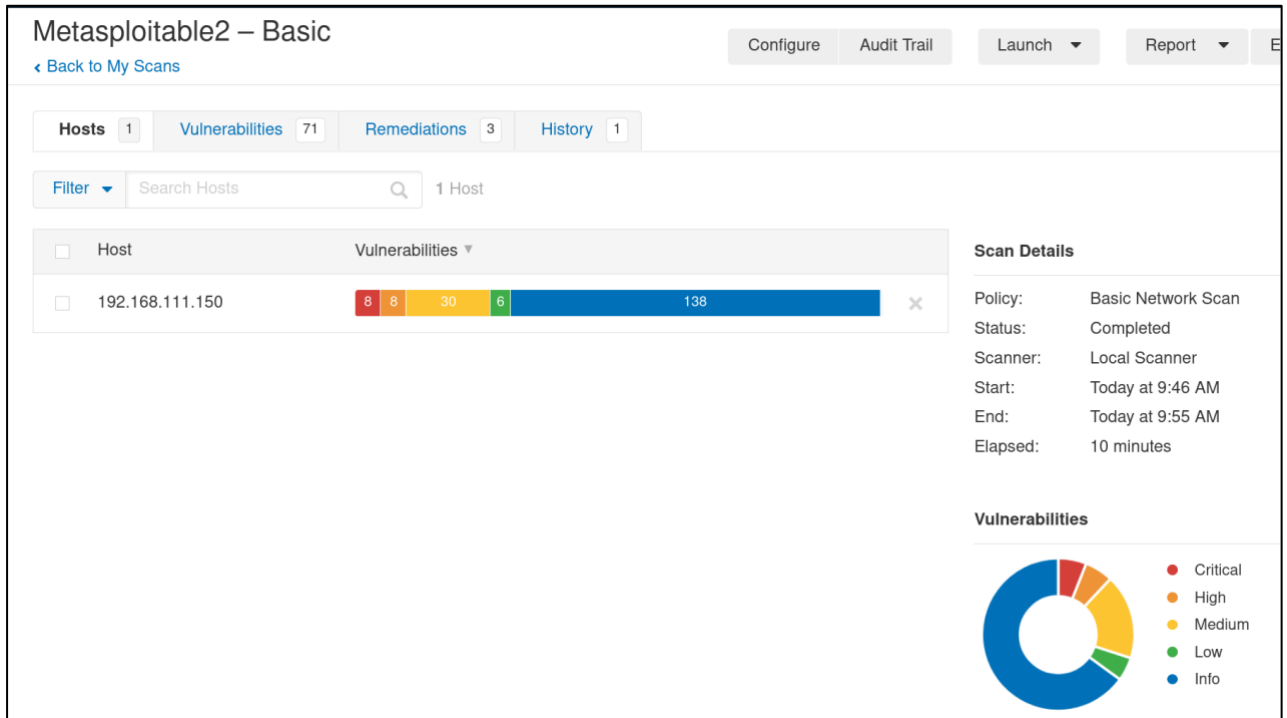 Metasploitable2 – Basic
‹ Back to My Scans
Configure Audit Trail Launch Report E
Hosts 1 Vulnerabilities 71 Remediations 3 History 1
Filter Search Hosts 1 Host
Host Vulnerabilities
192.168.111.150 8 8 30 6 138
Scan Details
Policy: Basic Network Scan
Status: Completed
Scanner: Local Scanner
Start: Today at 9:46 AM
End: Today at 9:55 AM
Elapsed: 10 minutes
Vulnerabilities
Critical
High
Medium
Low
Info